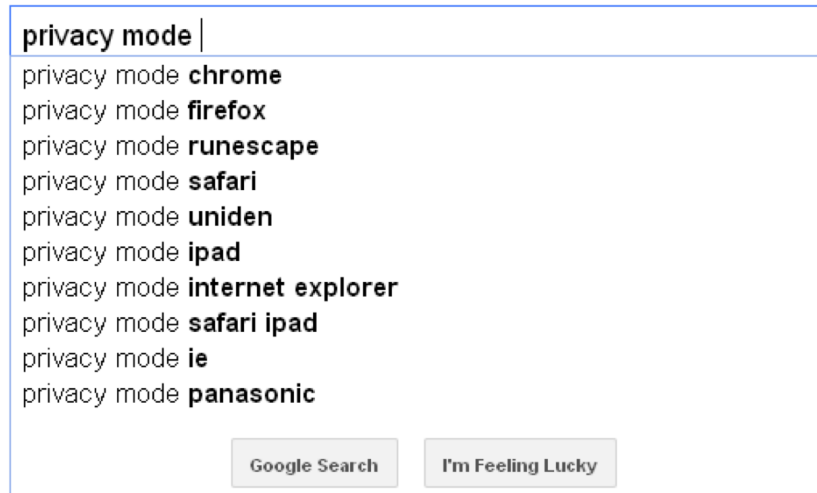 privacy mode
privacy mode chrome
privacy mode firefox
privacy mode runescape
privacy mode safari
privacy mode uniden
privacy mode ipad
privacy mode internet explorer
privacy mode safari ipad
privacy mode ie
privacy mode panasonic
Google Search I'm Feeling Lucky